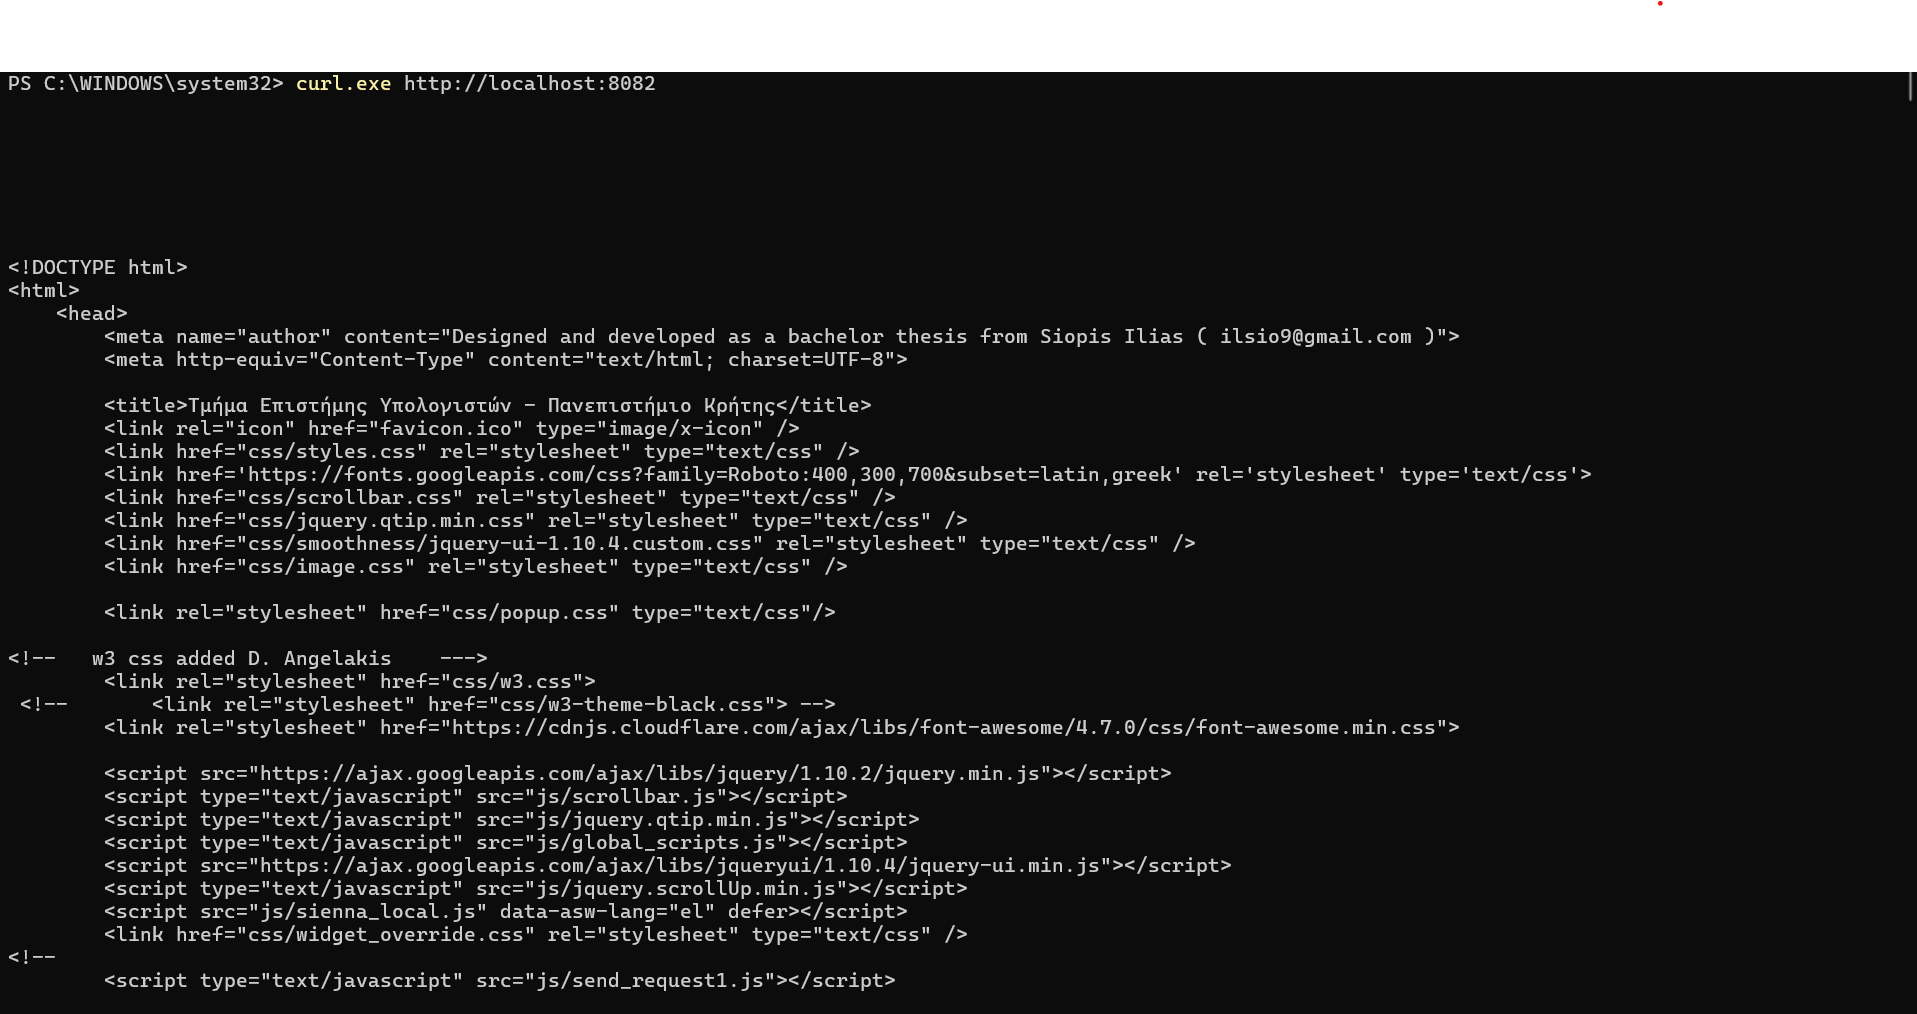 PS C:\WINDOWS\system32> curl.exe http://localhost:8082
<!DOCTYPE html>
<html>
    <head>
        <meta name="author" content="Designed and developed as a bachelor thesis from Siopis Ilias ( ilsio9@gmail.com )">
        <meta http-equiv="Content-Type" content="text/html; charset=UTF-8">
        <title>Τμήμα Επιστήμης Υπολογιστών - Πανεπιστήμιο Κρήτης</title>
        <link rel="icon" href="favicon.ico" type="image/x-icon" />
        <link href="css/styles.css" rel="stylesheet" type="text/css" />
        <link href='https://fonts.googleapis.com/css?family=Roboto:400,300,700&subset=latin,greek' rel='stylesheet' type='text/css'>
        <link href="css/scrollbar.css" rel="stylesheet" type="text/css" />
        <link href="css/jquery.qtip.min.css" rel="stylesheet" type="text/css" />
        <link href="css/smoothness/jquery-ui-1.10.4.custom.css" rel="stylesheet" type="text/css" />
        <link href="css/image.css" rel="stylesheet" type="text/css" />
        <link rel="stylesheet" href="css/popup.css" type="text/css"/>
<!--   w3 css added D. Angelakis    --->
        <link rel="stylesheet" href="css/w3.css">
 <!--       <link rel="stylesheet" href="css/w3-theme-black.css"> -->
        <link rel="stylesheet" href="https://cdnjs.cloudflare.com/ajax/libs/font-awesome/4.7.0/css/font-awesome.min.css">
        <script src="https://ajax.googleapis.com/ajax/libs/jquery/1.10.2/jquery.min.js"></script>
        <script type="text/javascript" src="js/scrollbar.js"></script>
        <script type="text/javascript" src="js/jquery.qtip.min.js"></script>
        <script type="text/javascript" src="js/global_scripts.js"></script>
        <script src="https://ajax.googleapis.com/ajax/libs/jqueryui/1.10.4/jquery-ui.min.js"></script>
        <script type="text/javascript" src="js/jquery.scrollUp.min.js"></script>
        <script src="js/sienna_local.js" data-asw-lang="el" defer></script>
        <link href="css/widget_override.css" rel="stylesheet" type="text/css" />
<!--
        <script type="text/javascript" src="js/send_request1.js"></script>